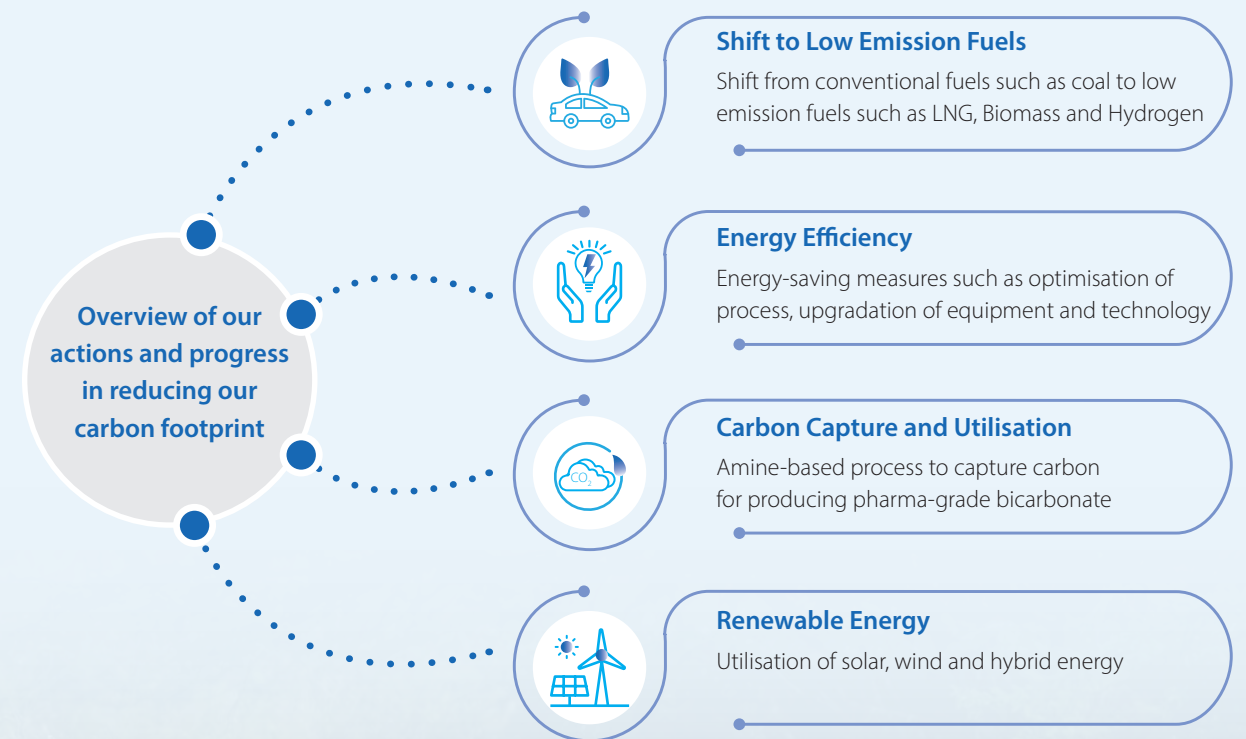 Overview of our
actions and progress
in reducing our
carbon footprint
Shift to Low Emission Fuels
Shift from conventional fuels such as coal to low
emission fuels such as LNG, Biomass and Hydrogen
Energy Efficiency
Energy-saving measures such as optimisation of
process, upgradation of equipment and technology
CO₂
Carbon Capture and Utilisation
Amine-based process to capture carbon
for producing pharma-grade bicarbonate
Renewable Energy
Utilisation of solar, wind and hybrid energy